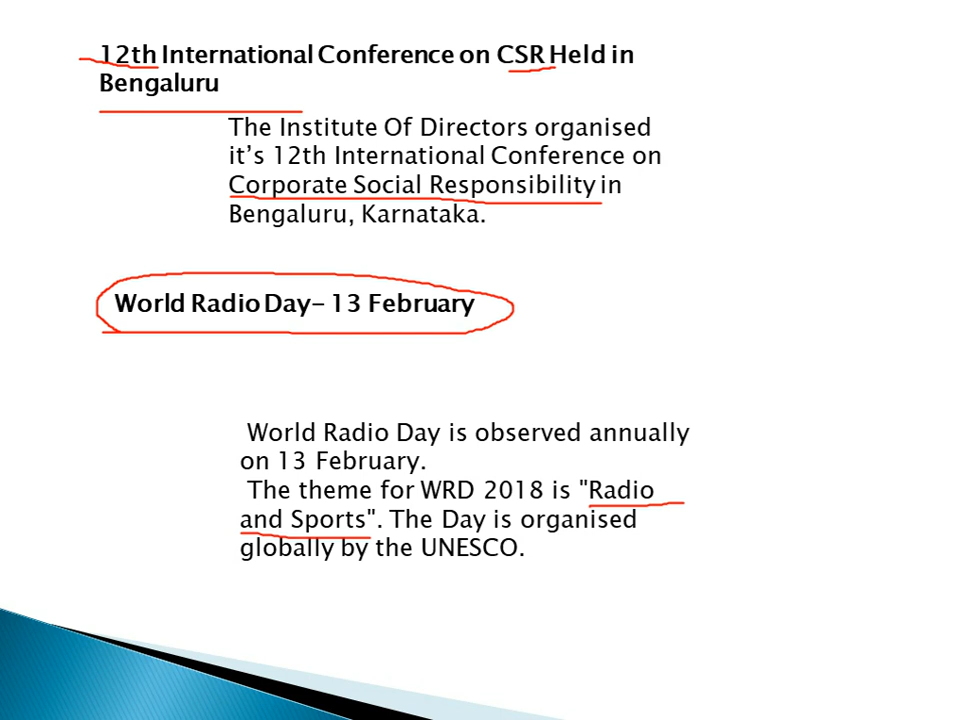 12th International Conference on CSR Held in
Bengaluru
The Institute Of Directors organised
it’s 12th International Conference on
Corporate Social Responsibility in
Bengaluru, Karnataka.
World Radio Day– 13 February
World Radio Day is observed annually
on 13 February.
The theme for WRD 2018 is "Radio
and Sports". The Day is organised
globally by the UNESCO.